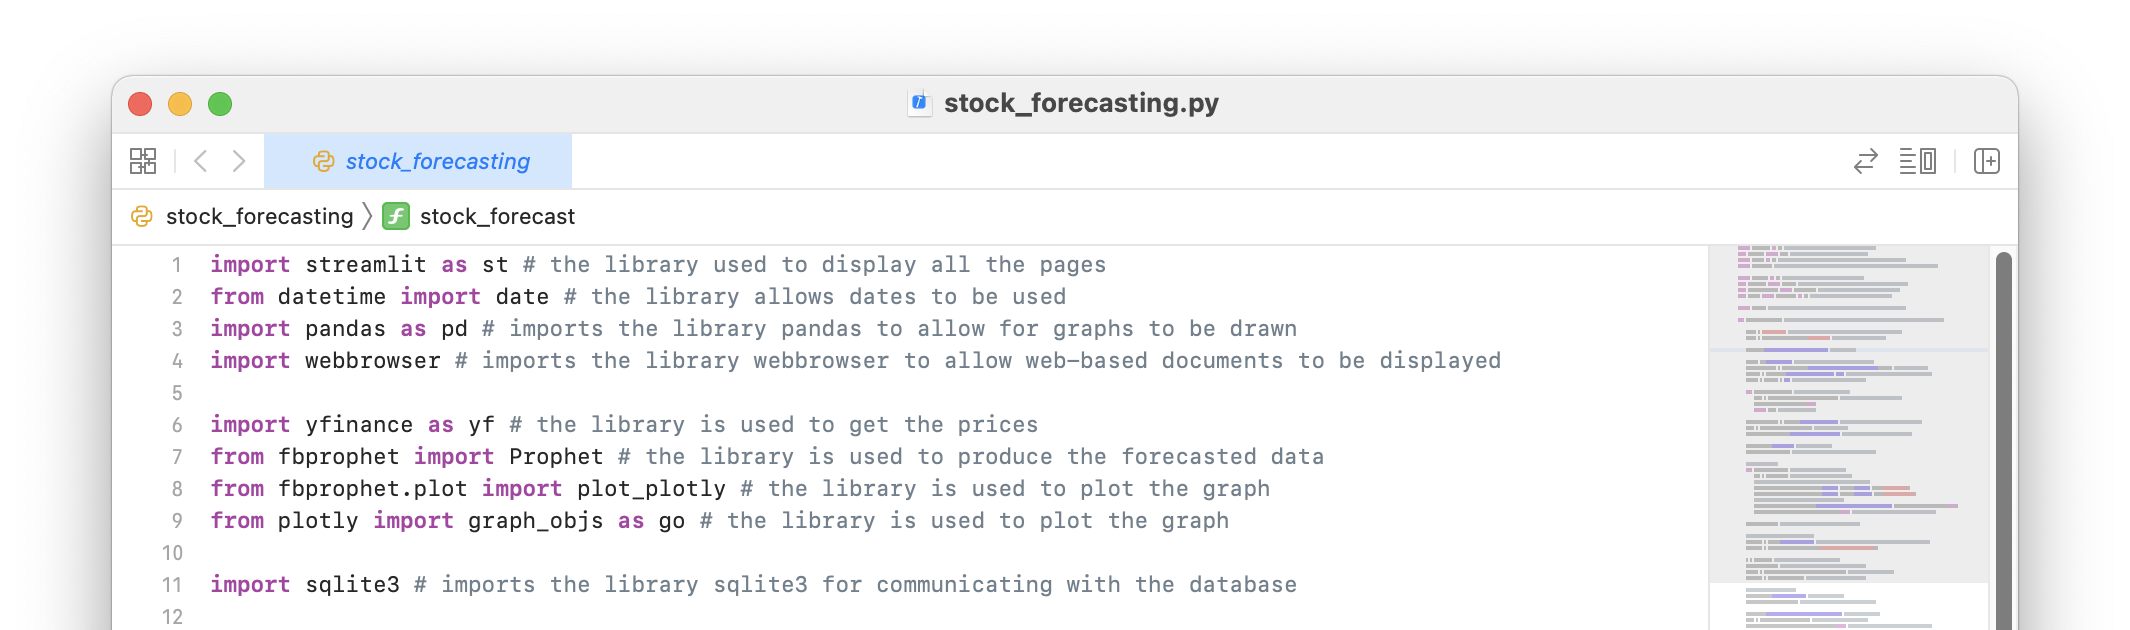 stock_forecasting.py
stock_forecasting
stock_forecasting stock_forecast
1 import streamlit as st # the library used to display all the pages
2 from datetime import date # the library allows dates to be used
3 import pandas as pd # imports the library pandas to allow for graphs to be drawn
4 import webbrowser # imports the library webbrowser to allow web-based documents to be displayed
5
6 import yfinance as yf # the library is used to get the prices
7 from fbprophet import Prophet # the library is used to produce the forecasted data
8 from fbprophet.plot import plot_plotly # the library is used to plot the graph
9 from plotly import graph_objs as go # the library is used to plot the graph
10
11 import sqlite3 # imports the library sqlite3 for communicating with the database
12